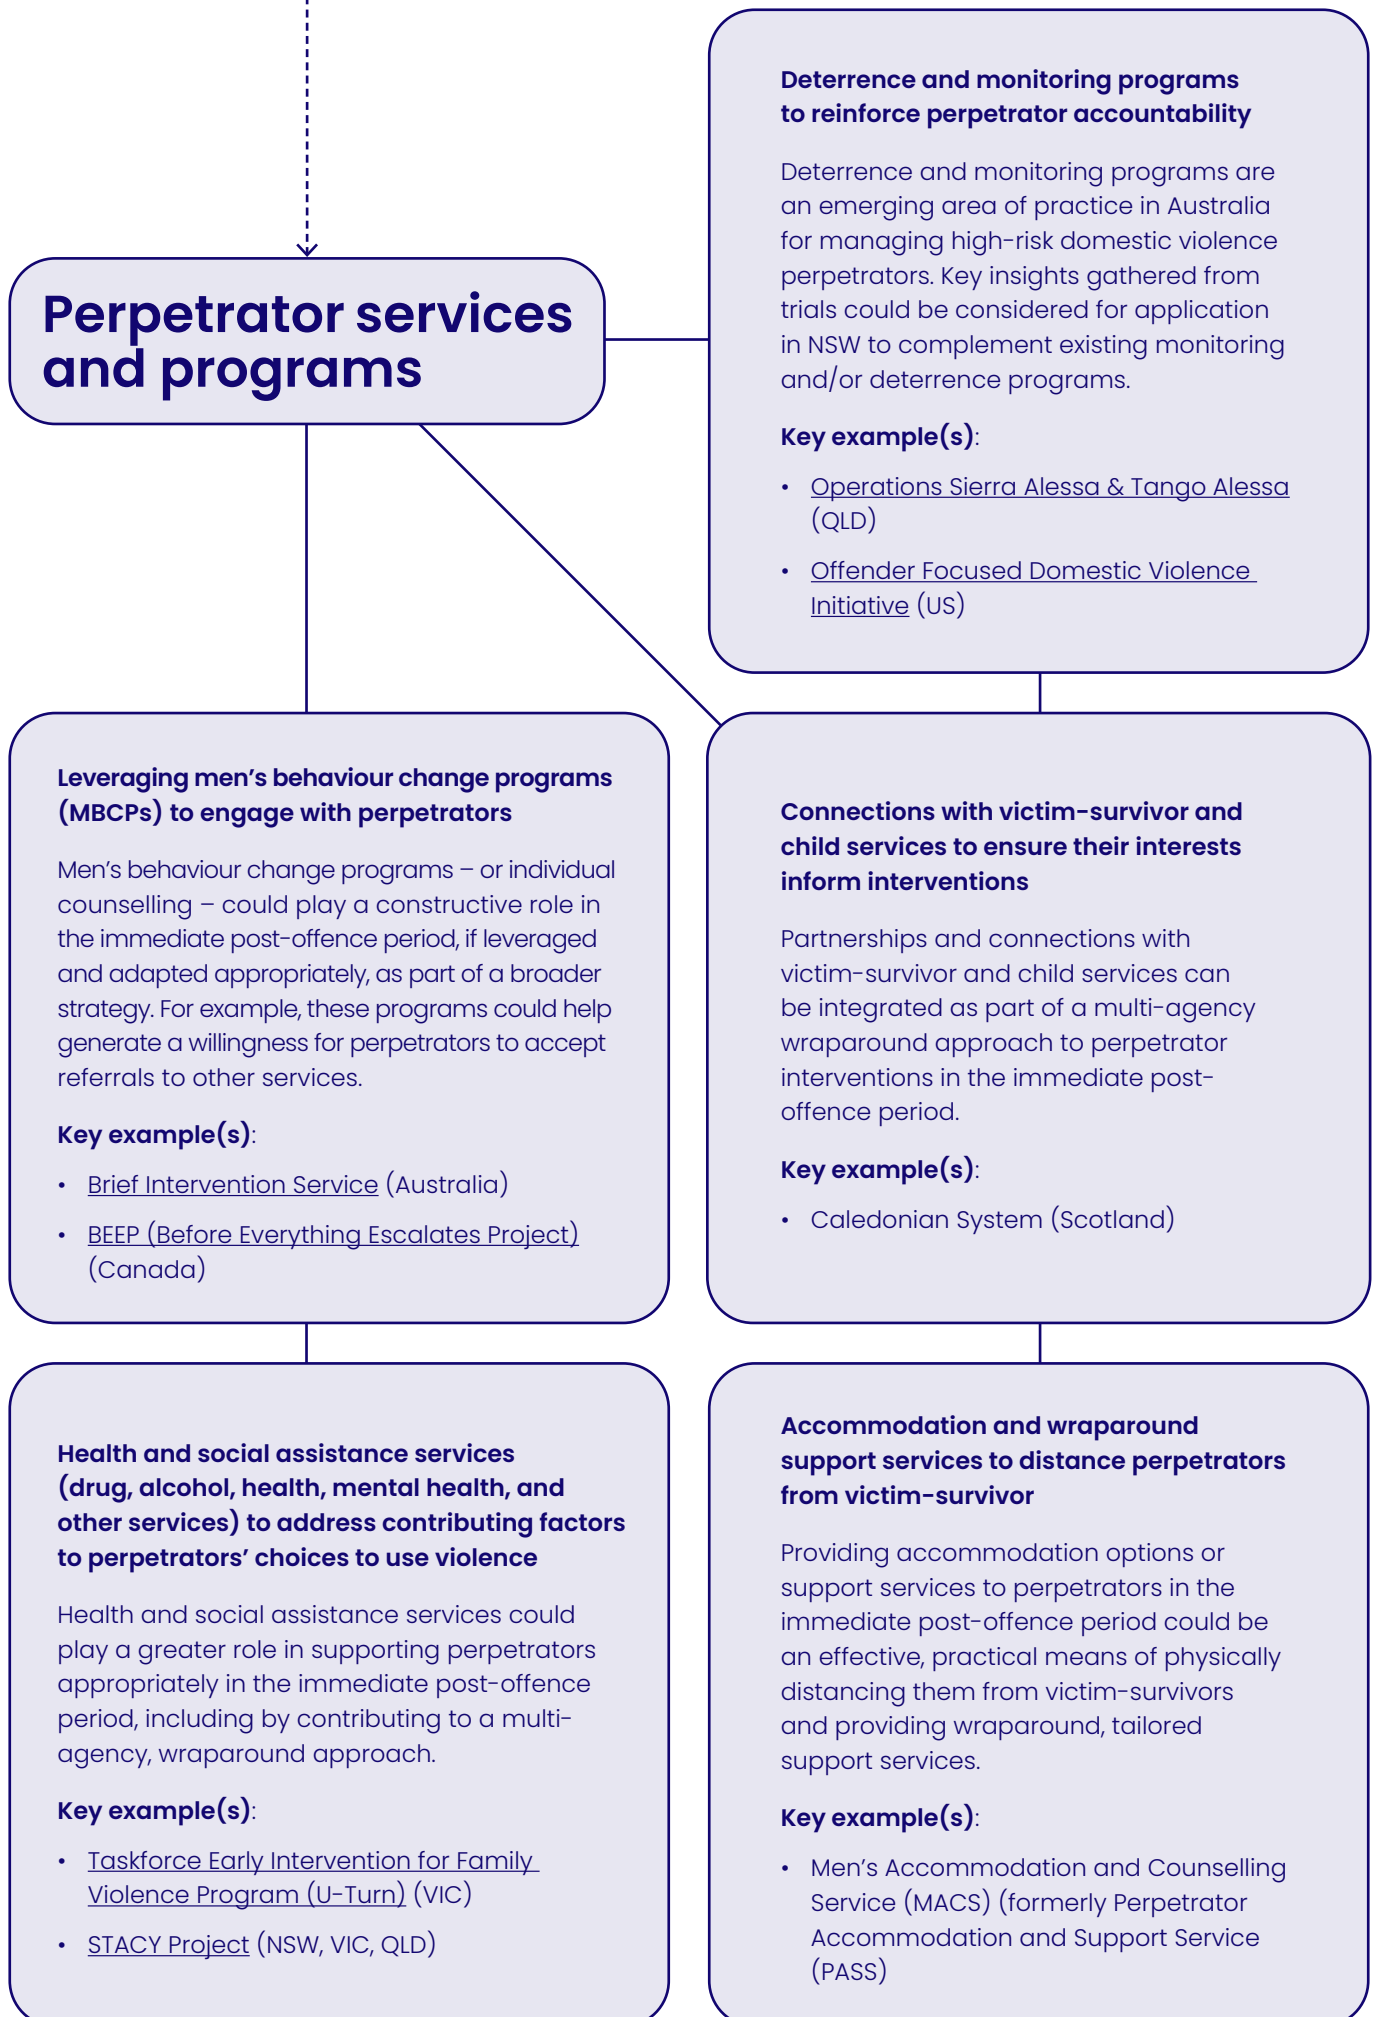 Perpetrator services
and programs
Deterrence and monitoring programs
to reinforce perpetrator accountability
Deterrence and monitoring programs are
an emerging area of practice in Australia
for managing high-risk domestic violence
perpetrators. Key insights gathered from
trials could be considered for application
in NSW to complement existing monitoring
and/or deterrence programs.
Key example(s):
• Operations Sierra Alessa & Tango Alessa
(QLD)
• Offender Focused Domestic Violence
Initiative (US)
Leveraging men’s behaviour change programs
(MBCPs) to engage with perpetrators
Men’s behaviour change programs – or individual
counselling – could play a constructive role in
the immediate post-offence period, if leveraged
and adapted appropriately, as part of a broader
strategy. For example, these programs could help
generate a willingness for perpetrators to accept
referrals to other services.
Key example(s):
• Brief Intervention Service (Australia)
• BEEP (Before Everything Escalates Project)
(Canada)
Connections with victim-survivor and
child services to ensure their interests
inform interventions
Partnerships and connections with
victim-survivor and child services can
be integrated as part of a multi-agency
wraparound approach to perpetrator
interventions in the immediate post-
offence period.
Key example(s):
• Caledonian System (Scotland)
Health and social assistance services
(drug, alcohol, health, mental health, and
other services) to address contributing factors
to perpetrators’ choices to use violence
Health and social assistance services could
play a greater role in supporting perpetrators
appropriately in the immediate post-offence
period, including by contributing to a multi-
agency, wraparound approach.
Key example(s):
• Taskforce Early Intervention for Family
Violence Program (U-Turn) (VIC)
• STACY Project (NSW, VIC, QLD)
Accommodation and wraparound
support services to distance perpetrators
from victim-survivor
Providing accommodation options or
support services to perpetrators in the
immediate post-offence period could be
an effective, practical means of physically
distancing them from victim-survivors
and providing wraparound, tailored
support services.
Key example(s):
• Men’s Accommodation and Counselling
Service (MACS) (formerly Perpetrator
Accommodation and Support Service
(PASS)